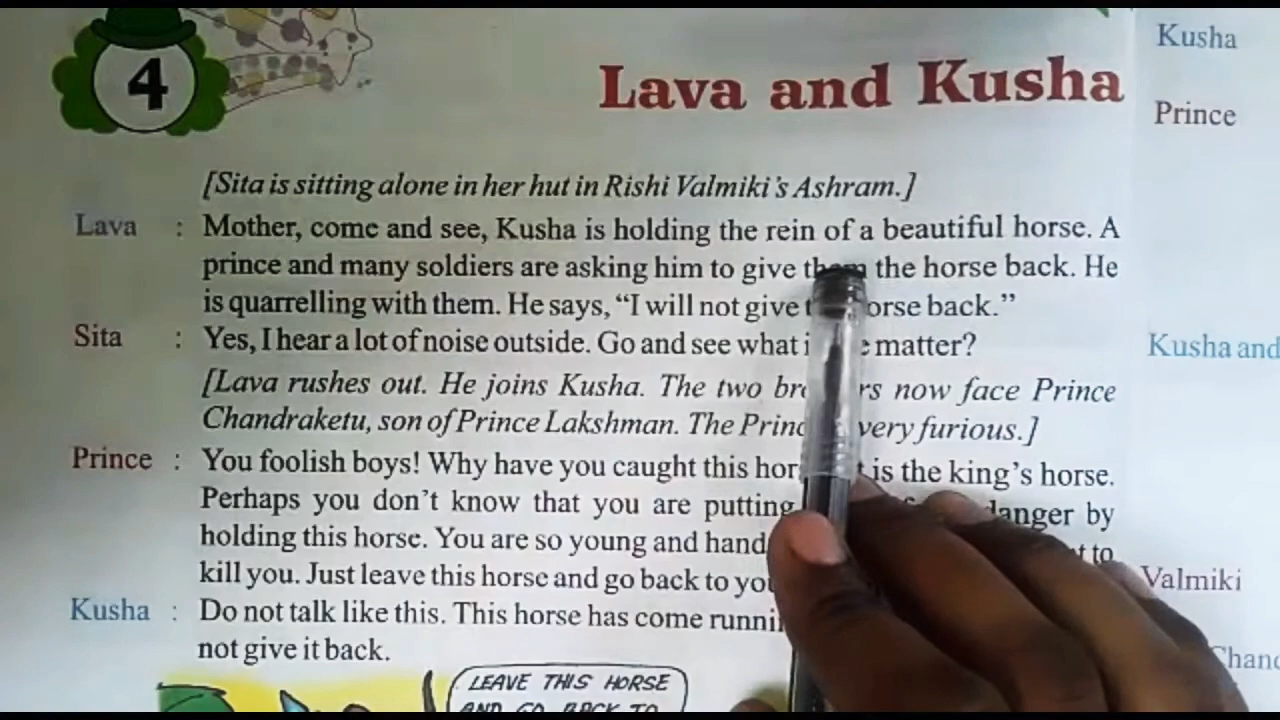 4
Lava and Kusha
[Sita is sitting alone in her hut in Rishi Valmiki's Ashram.]
Lava : Mother, come and see, Kusha is holding the rein of a beautiful horse. A
prince and many soldiers are asking him to give them the horse back. He
is quarrelling with them. He says, "I will not give horse back."
Sita : Yes, I hear a lot of noise outside. Go and see what matter?
[Lava rushes out. He joins Kusha. The two now face Prince
Chandraketu, son of Prince Lakshman. The very furious.]
Prince : You foolish boys! Why have you caught this is the king's horse.
Perhaps you don't know that you are putting danger by
holding this horse. You are so young and to
kill you. Just leave this horse and go back to
Kusha : Do not talk like this. This horse has come
not give it back.
LEAVE THIS HORSE
AND GO BACK TO
Kusha
Prince
Kusha and
Valmiki